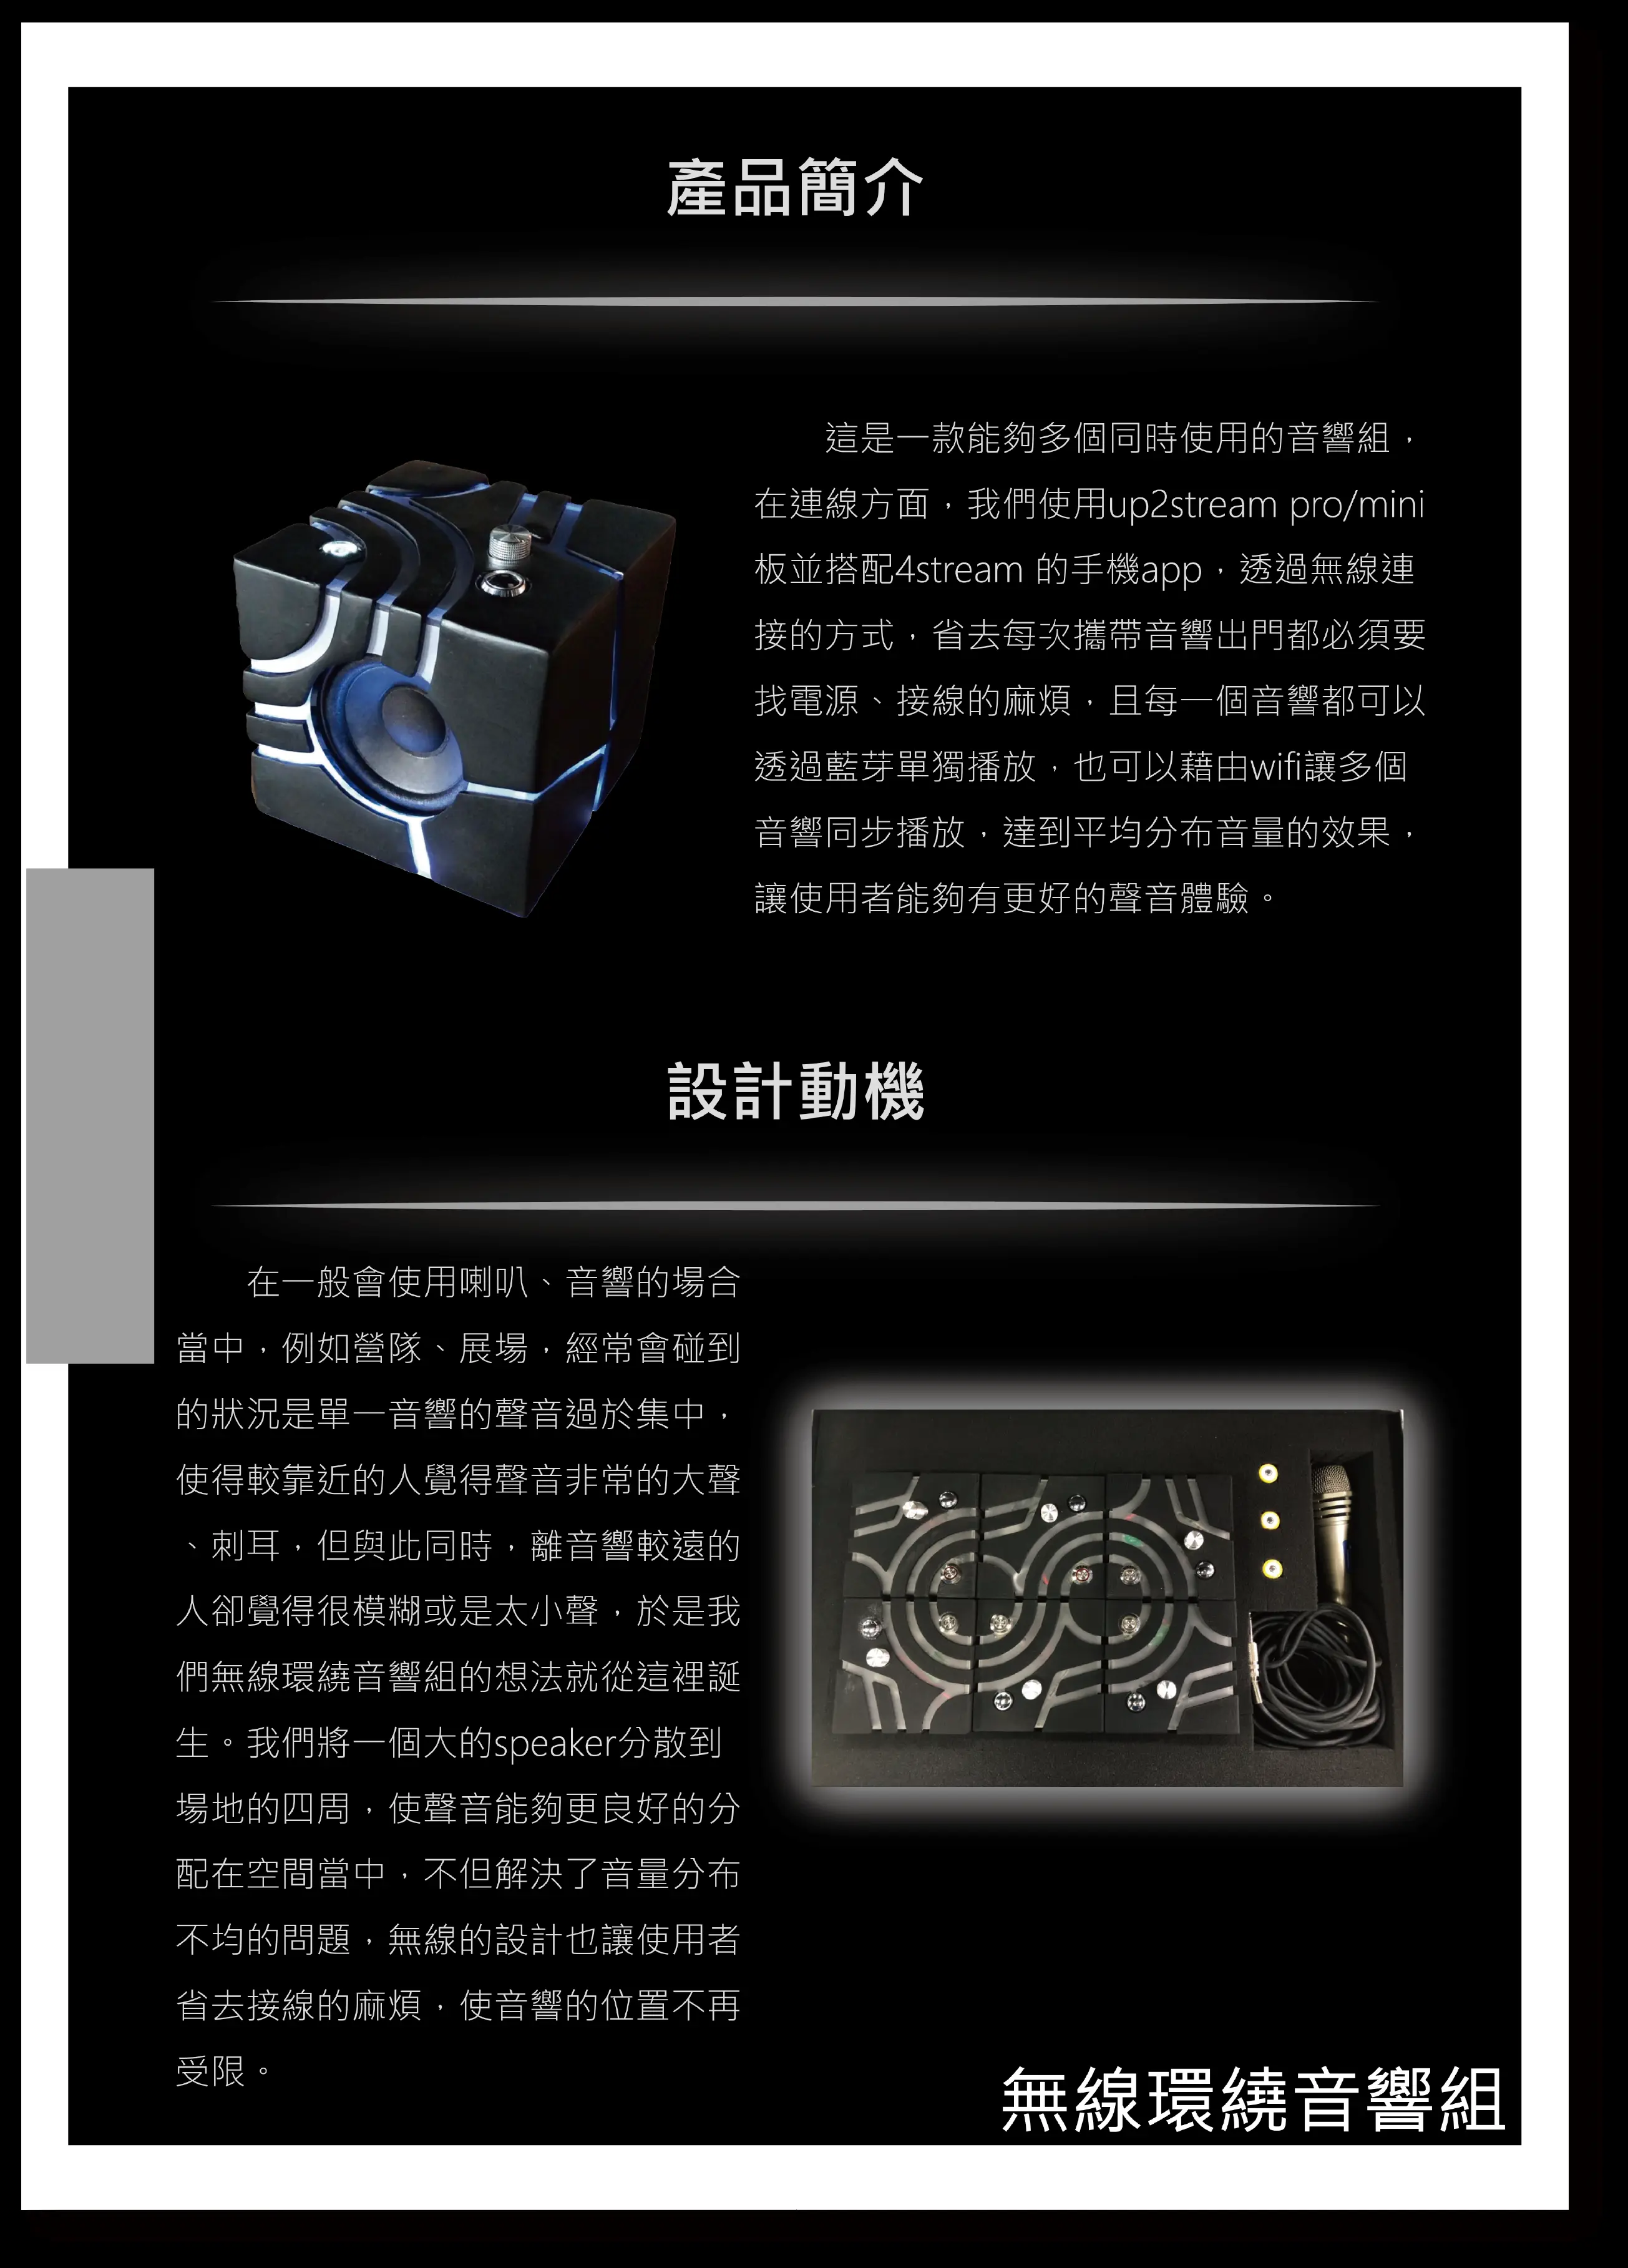 產品簡介
這是一款能夠多個同時使用的音響組，
在連線方面，我們使用up2stream pro/mini
板並搭配4stream 的手機app，透過無線連
接的方式，省去每次攜帶音響出門都必須要
找電源、接線的麻煩，且每一個音響都可以
透過藍芽單獨播放，也可以藉由wifi讓多個
音響同步播放，達到平均分布音量的效果，
讓使用者能夠有更好的聲音體驗。
設計動機
在一般會使用喇叭、音響的場合
當中，例如營隊、展場，經常會碰到
的狀況是單一音響的聲音過於集中，
使得較靠近的人覺得聲音非常的大聲
、刺耳，但與此同時，離音響較遠的
人卻覺得很模糊或是太小聲，於是我
們無線環繞音響組的想法就從這裡誕
生。我們將一個大的speaker分散到
場地的四周，使聲音能夠更良好的分
配在空間當中，不但解決了音量分布
不均的問題，無線的設計也讓使用者
省去接線的麻煩，使音響的位置不再
受限。
無線環繞音響組